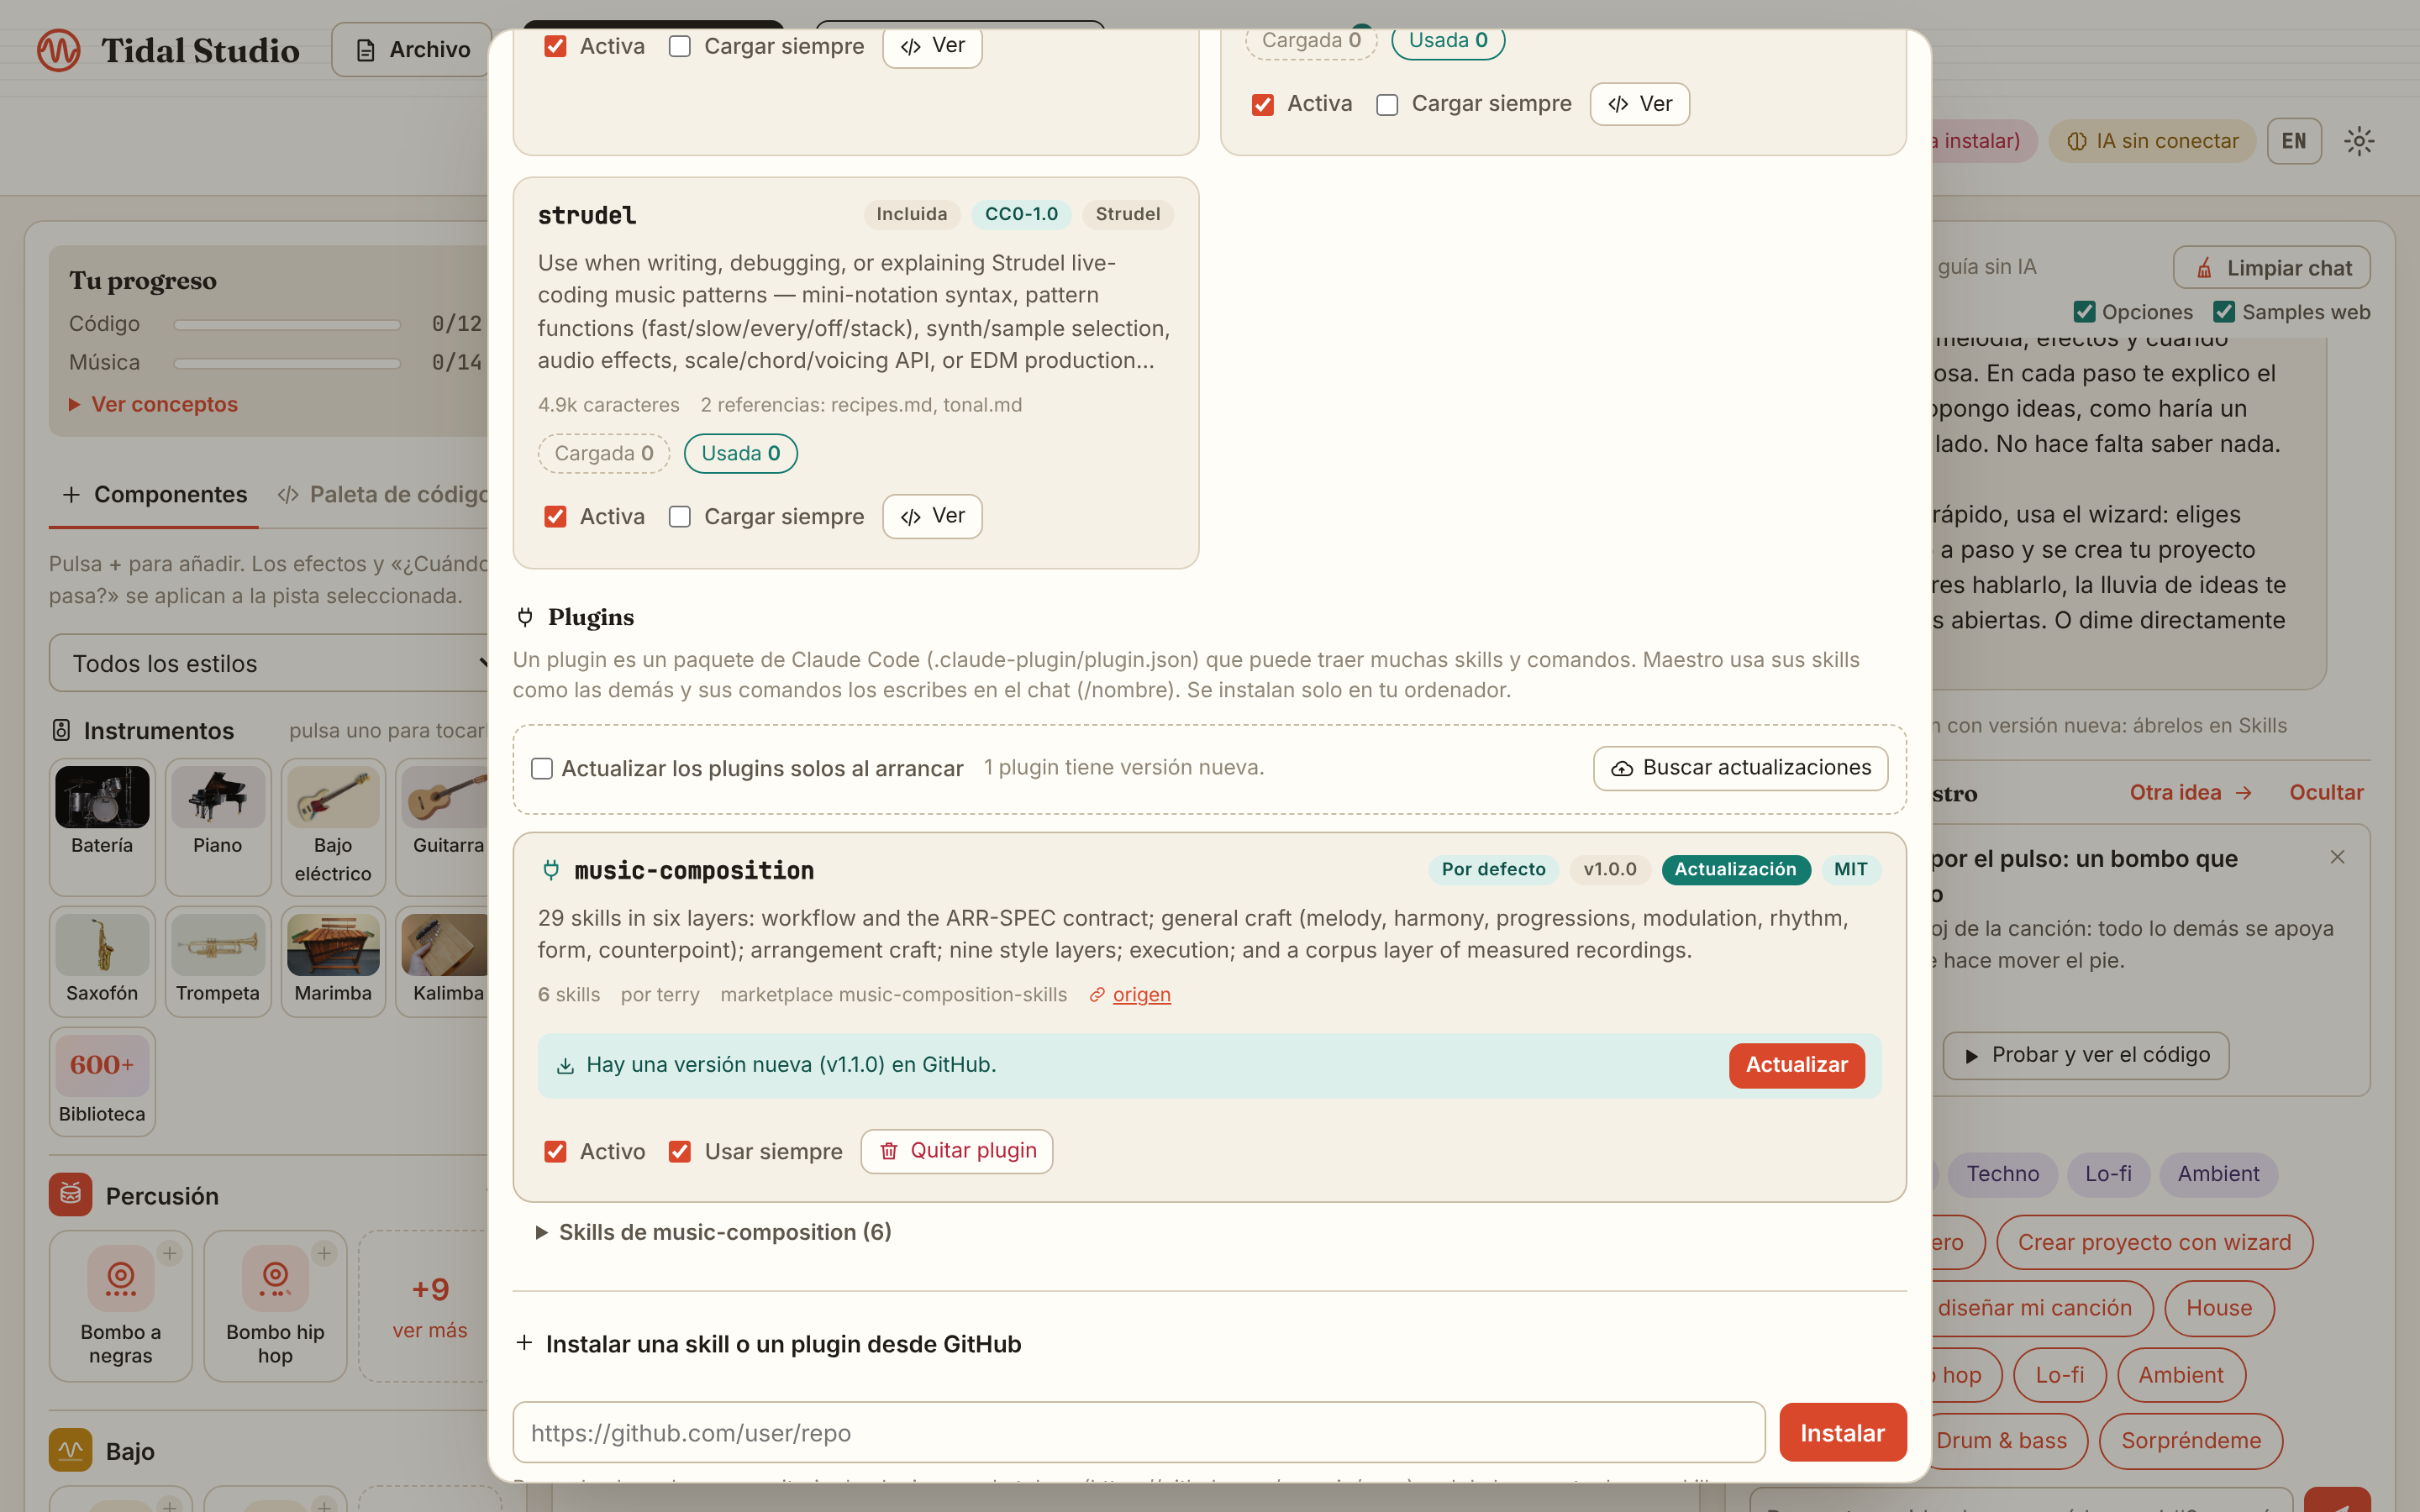 Tidal Studio
Archivo
a instalar)
IA sin conectar
EN
Tu progreso
Código 0/12
Música 0/14
Ver conceptos
+ Componentes
</> Paleta de código
Pulsa + para añadir. Los efectos y «¿Cuándo
pasa?» se aplican a la pista seleccionada.
Todos los estilos
Instrumentos
pulsa uno para tocar
Batería
Piano
Bajo
eléctrico
Guitarra
Saxofón
Trompeta
Marimba
Kalimba
600+
Biblioteca
Percusión
Bombo a
negras
Bombo hip
hop
+9
ver más
Bajo
Activa
Cargar siempre
</> Ver
Cargada 0
Usada 0
Activa
Cargar siempre
</> Ver
strudel
Incluida
CC0-1.0
Strudel
Use when writing, debugging, or explaining Strudel live-
coding music patterns — mini-notation syntax, pattern
functions (fast/slow/every/off/stack), synth/sample selection,
audio effects, scale/chord/voicing API, or EDM production...
4.9k caracteres 2 referencias: recipes.md, tonal.md
Cargada 0
Usada 0
Activa
Cargar siempre
</> Ver
Plugins
Un plugin es un paquete de Claude Code (.claude-plugin/plugin.json) que puede traer muchas skills y comandos. Maestro usa sus skills
como las demás y sus comandos los escribes en el chat (/nombre). Se instalan solo en tu ordenador.
Actualizar los plugins solos al arrancar
1 plugin tiene versión nueva.
Buscar actualizaciones
music-composition
Por defecto
v1.0.0
Actualización
MIT
29 skills in six layers: workflow and the ARR-SPEC contract; general craft (melody, harmony, progressions, modulation, rhythm,
form, counterpoint); arrangement craft; nine style layers; execution; and a corpus layer of measured recordings.
6 skills por terry marketplace music-composition-skills origen
Hay una versión nueva (v1.1.0) en GitHub.
Actualizar
Activo
Usar siempre
Quitar plugin
Skills de music-composition (6)
+ Instalar una skill o un plugin desde GitHub
https://github.com/user/repo
Instalar
guía sin IA
Limpiar chat
Opciones
Samples web
melodía, efectos y cuándo
osa. En cada paso te explico el
opongo ideas, como haría un
lado. No hace falta saber nada.
rápido, usa el wizard: eliges
a paso y se crea tu proyecto
res hablarlo, la lluvia de ideas te
s abiertas. O dime directamente
n con versión nueva: ábrelos en Skills
stro
Otra idea →
Ocultar
por el pulso: un bombo que
o
oj de la canción: todo lo demás se apoya
e hace mover el pie.
Probar y ver el código
Techno
Lo-fi
Ambient
ero
Crear proyecto con wizard
diseñar mi canción
House
hop
Lo-fi
Ambient
Drum & bass
Sorpréndeme